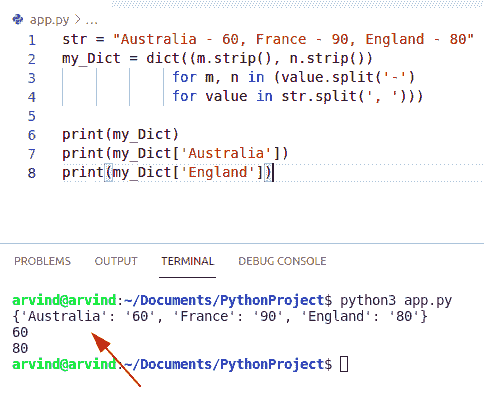 app.py > ...
1 str = "Australia - 60, France - 90, England - 80"
2 my_Dict = dict((m.strip(), n.strip())
3 for m, n in (value.split('-')
4 for value in str.split(', ')))
5
6 print(my_Dict)
7 print(my_Dict['Australia'])
8 print(my_Dict['England'])
PROBLEMS OUTPUT TERMINAL DEBUG CONSOLE
arvind@arvind:~/Documents/PythonProject$ python3 app.py
{'Australia': '60', 'France': '90', 'England': '80'}
60
80
arvind@arvind:~/Documents/PythonProject$